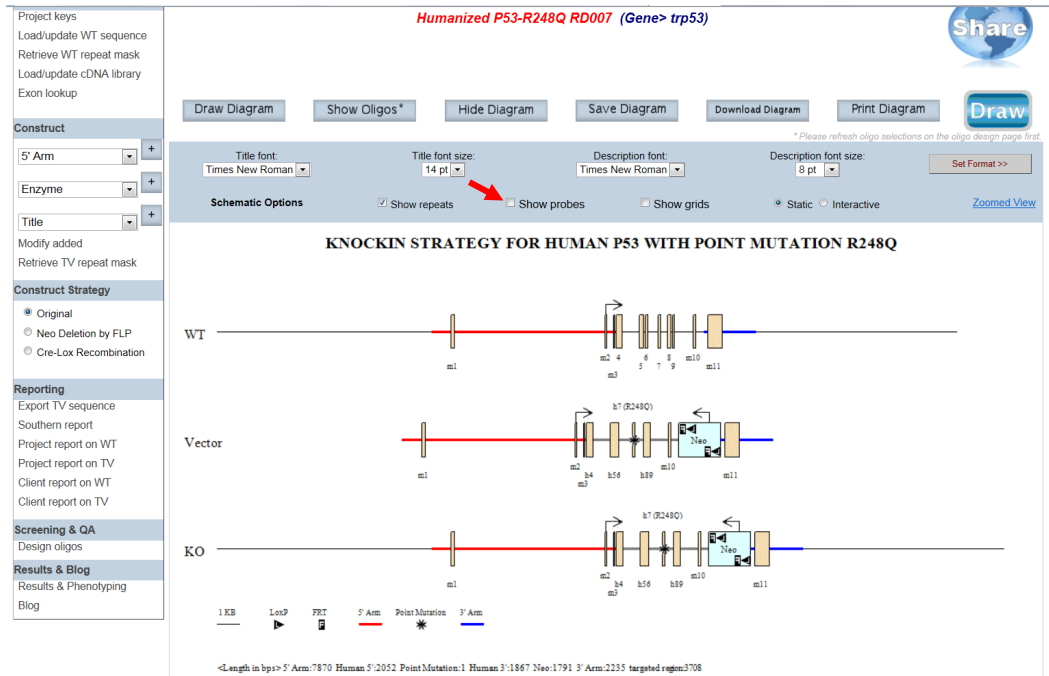 Project keys
Load/update WT sequence
Retrieve WT repeat mask
Load/update cDNA library
Exon lookup
Construct
5' Arm
+
Enzyme
+
Title
+
Modify added
Retrieve TV repeat mask
Construct Strategy
Original
Neo Deletion by FLP
Cre-Lox Recombination
Reporting
Export TV sequence
Southern report
Project report on WT
Project report on TV
Client report on WT
Client report on TV
Screening & QA
Design oligos
Results & Blog
Results & Phenotyping
Blog
Humanized P53-R248Q RD007 (Gene> trp53)
Share
Draw Diagram Show Oligos* Hide Diagram Save Diagram Download Diagram Print Diagram Draw
* Please refresh oligo selections on the oligo design page first.
Title font: Title font size: Description font: Description font size:
Times New Roman 14 pt Times New Roman 8 pt Set Format >>
Schematic Options Show repeats Show probes Show grids Static Interactive Zoomed View
KNOCKIN STRATEGY FOR HUMAN P53 WITH POINT MUTATION R248Q
WT
m2 4 6 8 m10
m1 5 7 9 m11
m3
h7 (R248Q)
Vector Neo
F F
m2 m10
m1 h4 h56 h89 m11
m3
h7 (R248Q)
KO Neo
F F
m2 m10
m1 h4 h56 h89 m11
m3
1 KB LoxP FRT 5' Arm Point Mutation 3' Arm
L F
<Length in bps> 5' Arm:7870 Human 5':2052 Point Mutation:1 Human 3':1867 Neo:1791 3' Arm:2235 targeted region:3708